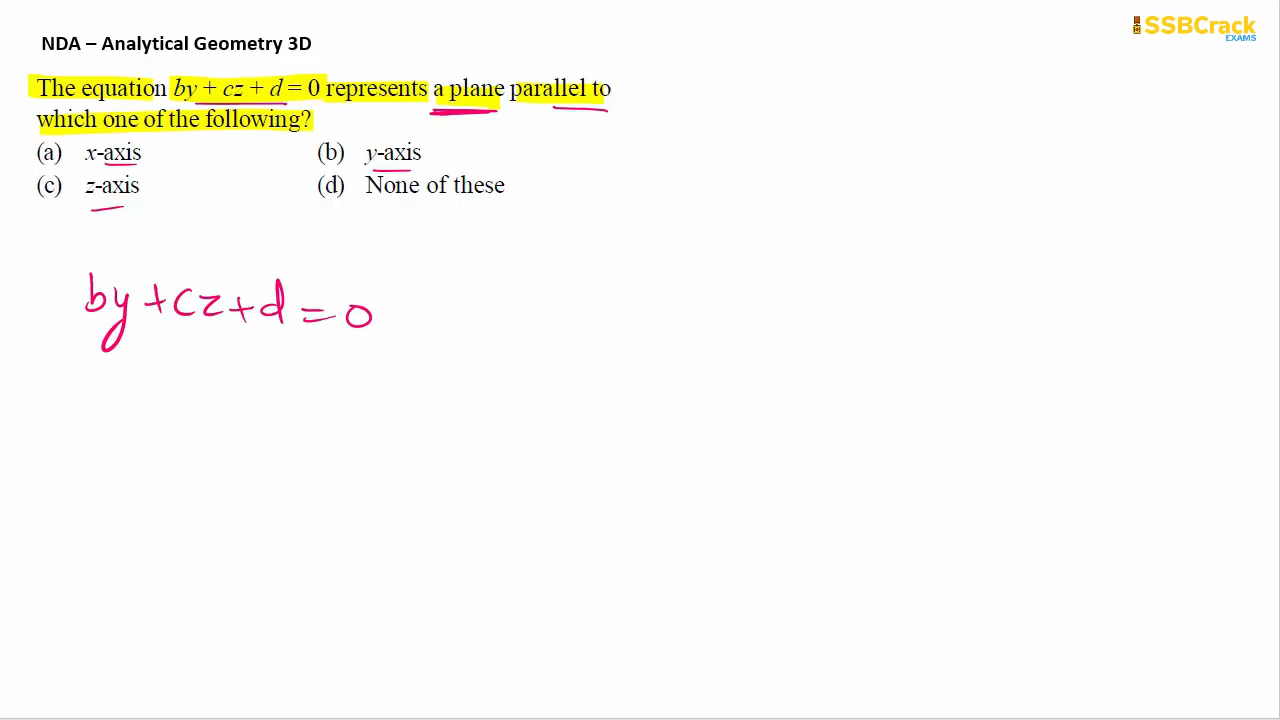 SSBCrack
EXAMS
NDA – Analytical Geometry 3D
The equation by + cz + d = 0 represents a plane parallel to
which one of the following?
(a) x-axis (b) y-axis
(c) z-axis (d) None of these
by + cz + d = 0